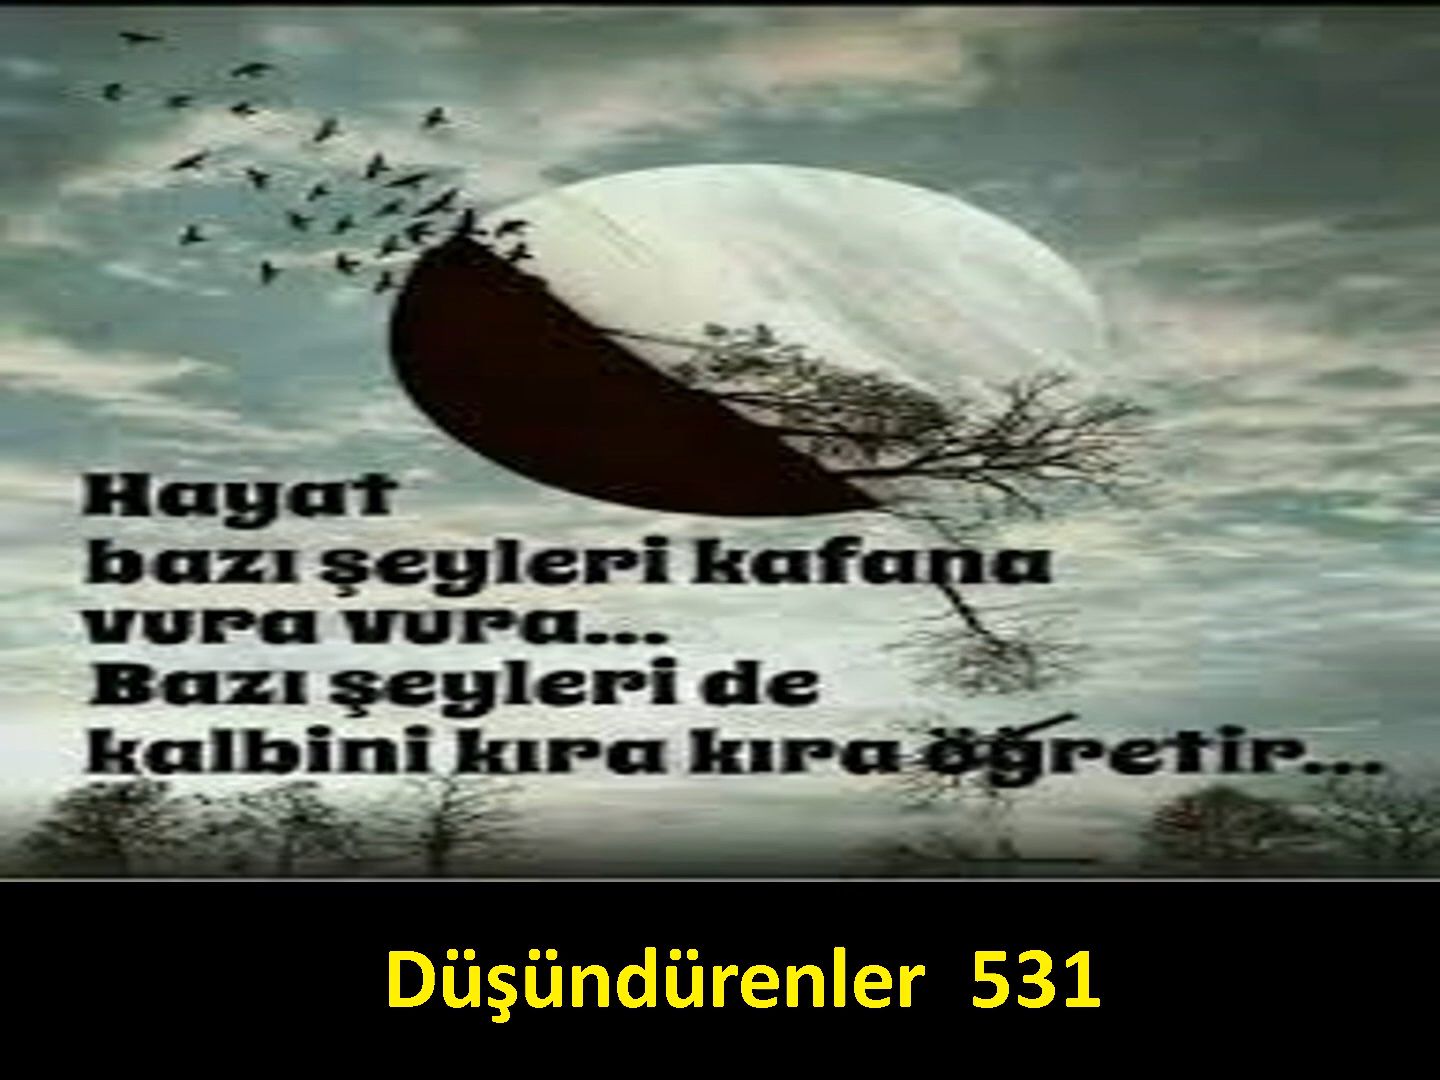 Hayat
bazı şeyleri kafana
vura vura...
Bazı şeyleri de
kalbini kıra kıra öğretir...
Düşündürenler 531